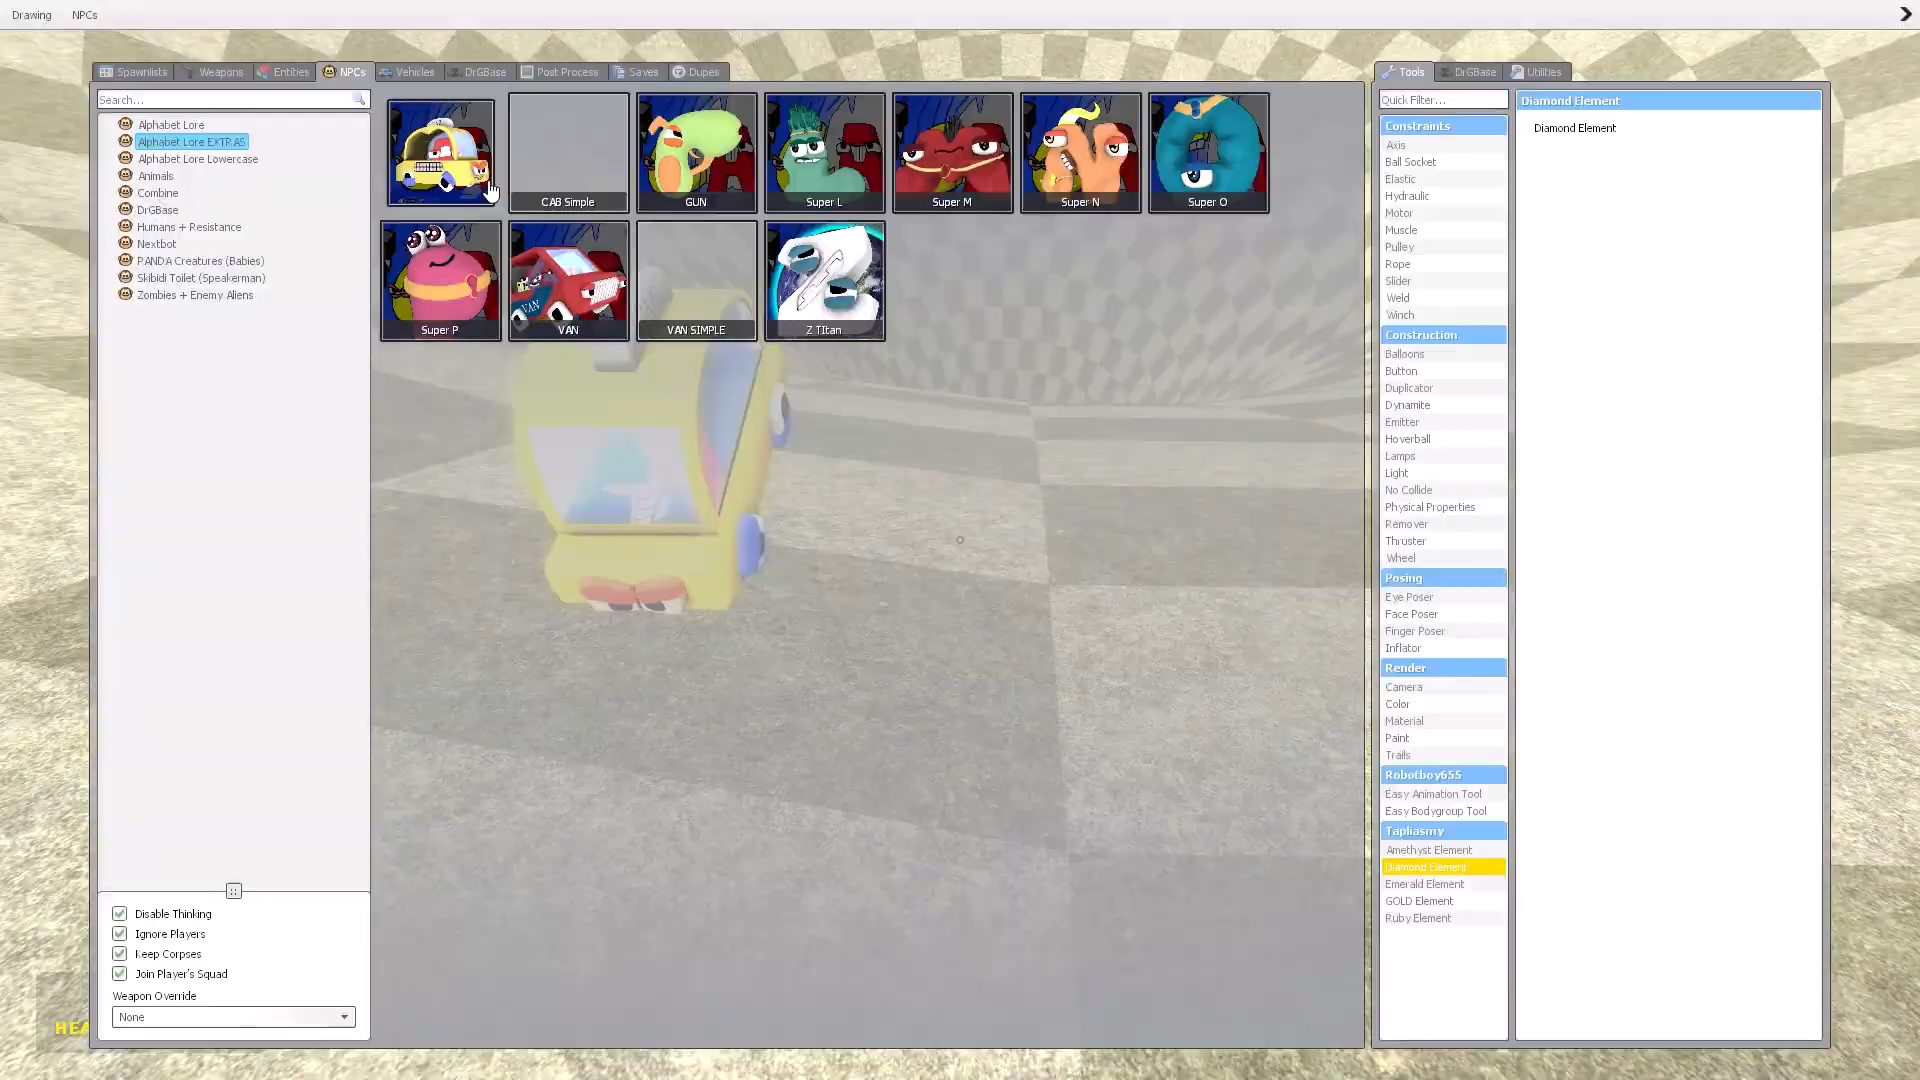 Drawing NPCs
Spawnlists Weapons Entities NPCs Vehicles DrGBase Post Process Saves Dupes
Search...
Alphabet Lore
Alphabet Lore EXTRAS
Alphabet Lore Lowercase
Animals
Combine
DrGBase
Humans + Resistance
Nextbot
PANDA Creatures (Babies)
Skibidi Toilet (Speakerman)
Zombies + Enemy Aliens
CAB Simple
GUN
Super L
Super M
Super N
Super O
Super P
VAN
VAN SIMPLE
Z TItan
VAN
Disable Thinking
Ignore Players
Keep Corpses
Join Player's Squad
Weapon Override
None
HEA
Tools DrGBase Utilities
Quick Filter...
Constraints
Axis
Ball Socket
Elastic
Hydraulic
Motor
Muscle
Pulley
Rope
Slider
Weld
Winch
Construction
Balloons
Button
Duplicator
Dynamite
Emitter
Hoverball
Lamps
Light
No Collide
Physical Properties
Remover
Thruster
Wheel
Posing
Eye Poser
Face Poser
Finger Poser
Inflator
Render
Camera
Color
Material
Paint
Trails
Robotboy655
Easy Animation Tool
Easy Bodygroup Tool
Tapliasmy
Amethyst Element
Diamond Element
Emerald Element
GOLD Element
Ruby Element
Diamond Element
Diamond Element